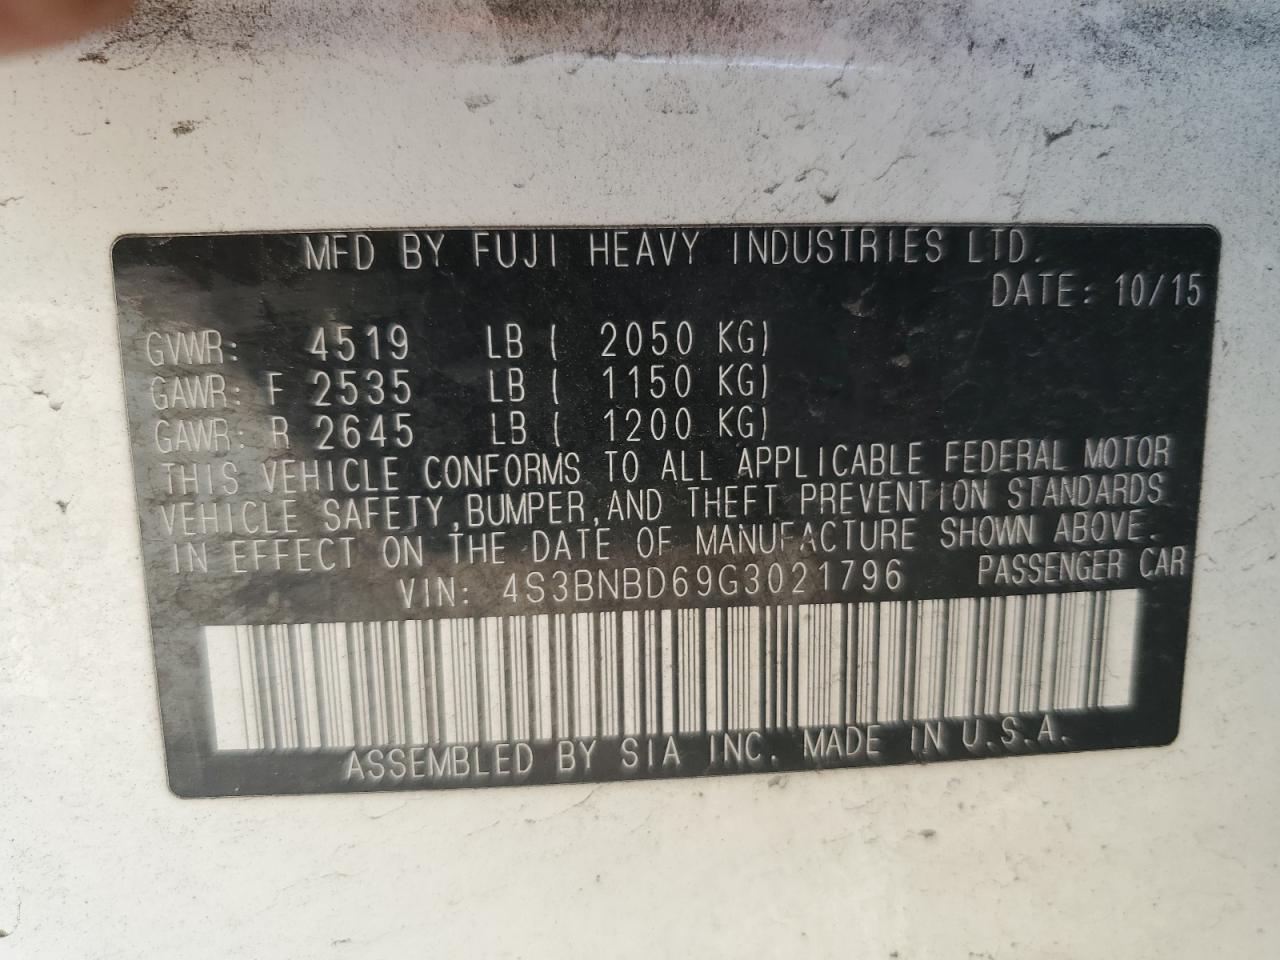 MFD BY FUJI HEAVY INDUSTRIES LTD.
DATE: 10/15
GVWR: 4519 LB ( 2050 KG)
GAWR: F 2535 LB ( 1150 KG)
GAWR: R 2645 LB ( 1200 KG)
THIS VEHICLE CONFORMS TO ALL APPLICABLE FEDERAL MOTOR
VEHICLE SAFETY,BUMPER,AND THEFT PREVENTION STANDARDS
IN EFFECT ON THE DATE OF MANUFACTURE SHOWN ABOVE.
VIN: 4S3BNBD69G3021796 PASSENGER CAR
ASSEMBLED BY SIA INC. MADE IN U.S.A.